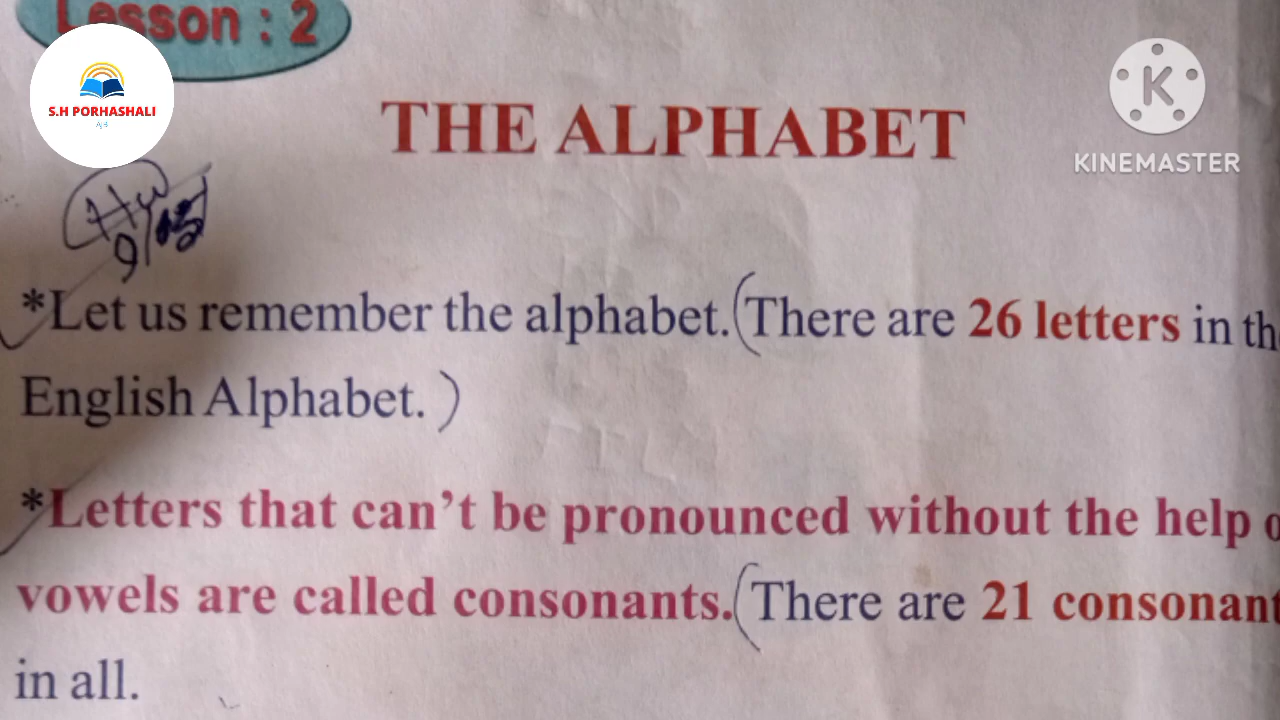 Lesson : 2
S.H PORHASHALI
KINEMASTER
THE ALPHABET
*Let us remember the alphabet.(There are 26 letters in th
English Alphabet.)
*Letters that can't be pronounced without the help o
vowels are called consonants.(There are 21 consonant
in all.